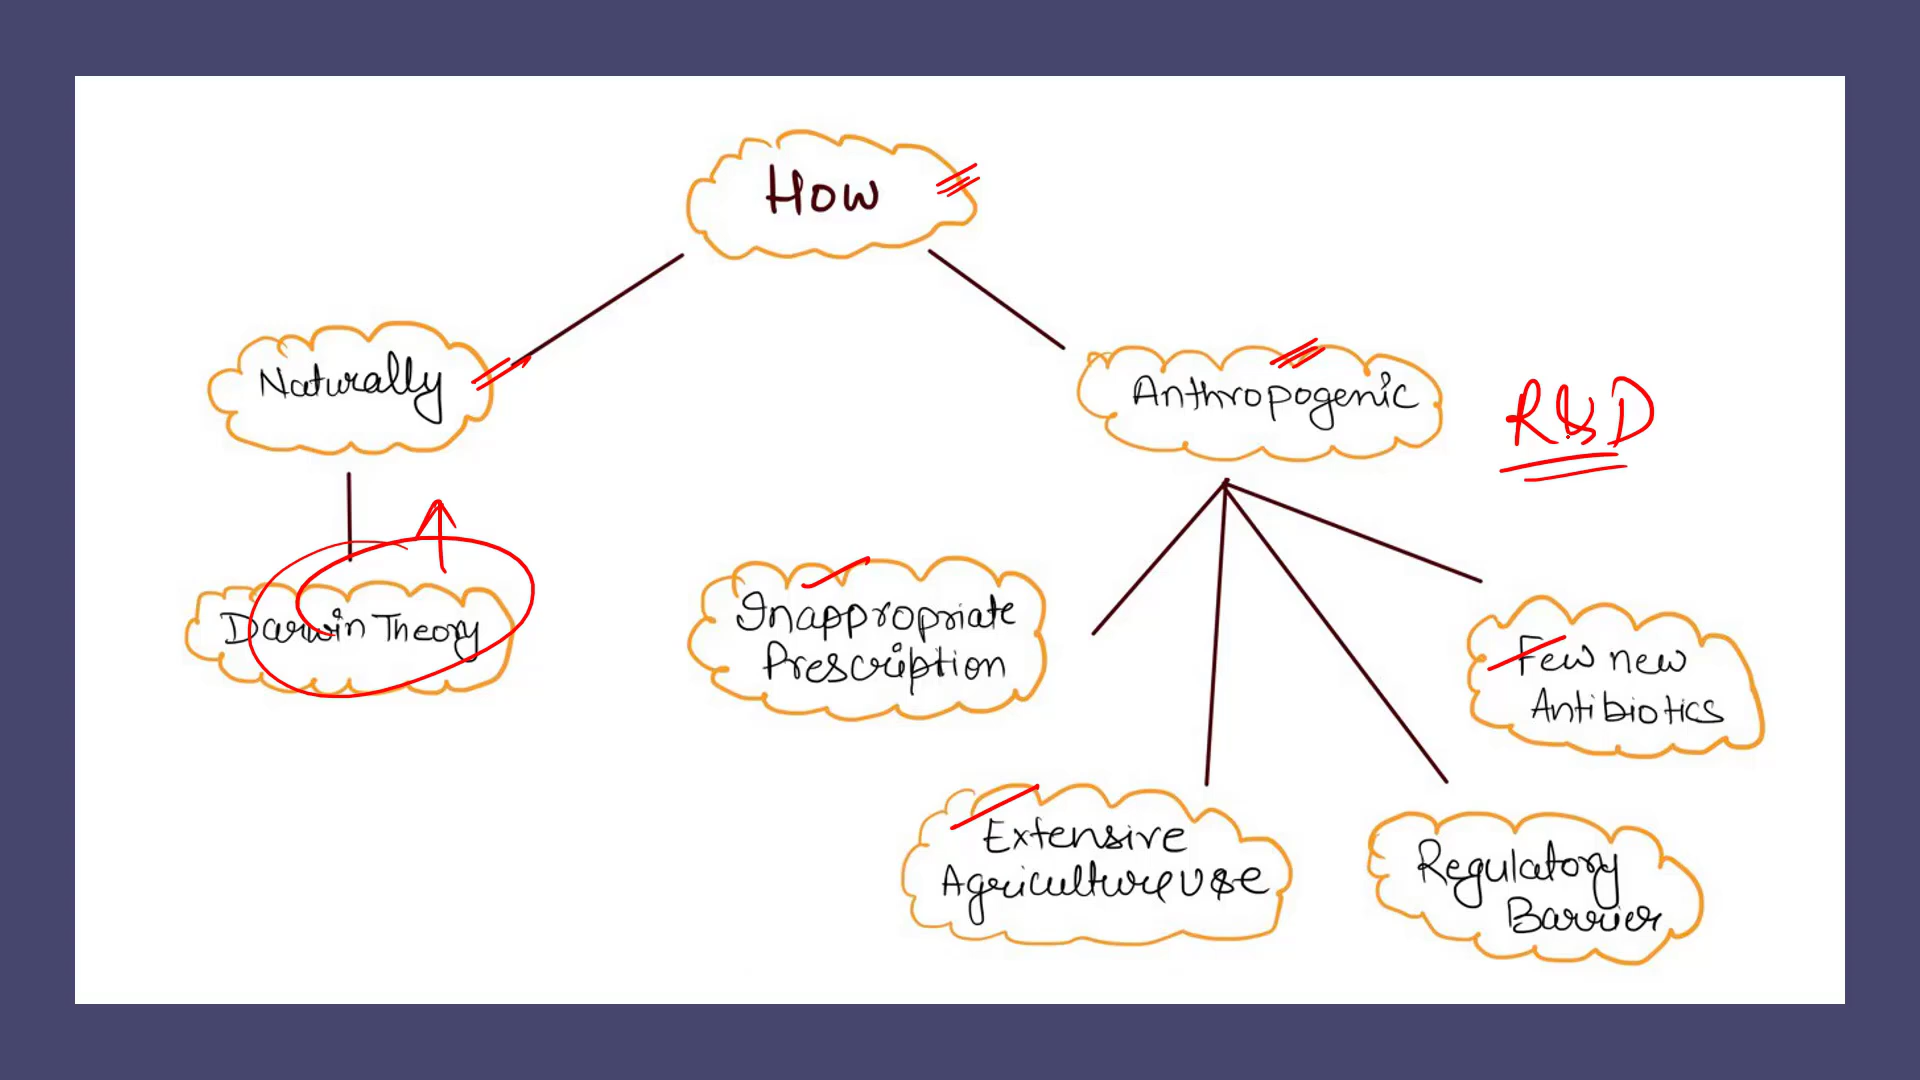 How
Naturally
Anthropogenic
R&D
Darwin Theory
Inappropriate
Prescription
Few new
Antibiotics
Extensive
Agriculture use
Regulatory
Barrier